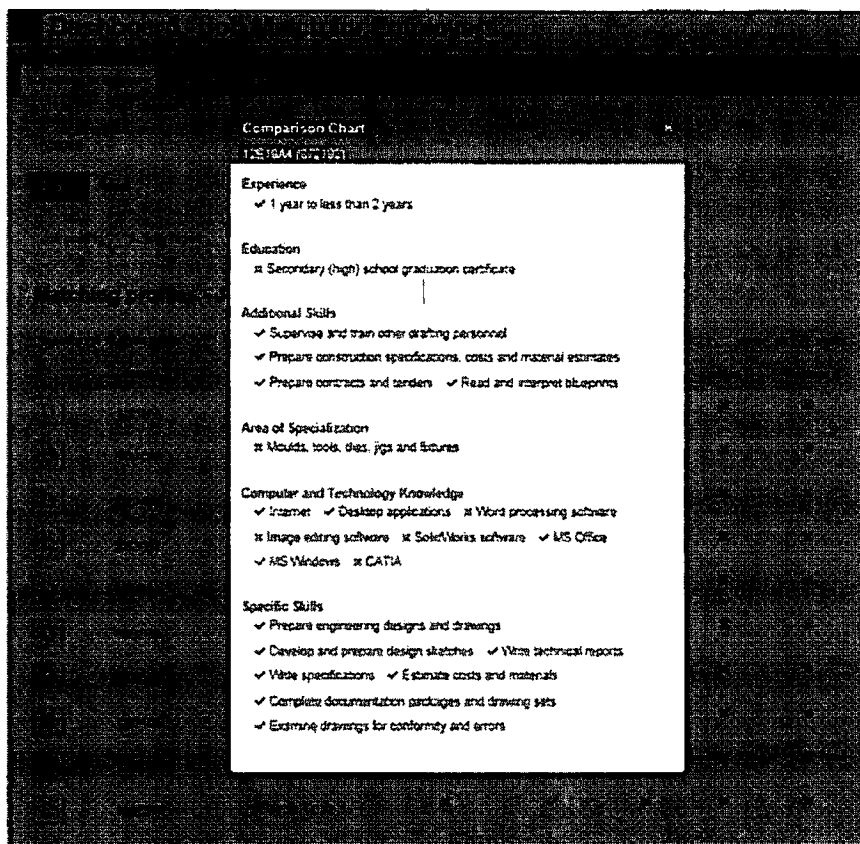 Comparison Chart
Experience
✓ 1 year to less than 2 years
Education
✖ Secondary (high) school graduation certificate
Additional Skills
✓ Supervise and train other drafting personnel
✓ Prepare construction specifications, costs and material estimates
✓ Prepare contracts and tenders ✓ Read and interpret blueprints
Area of Specialization
✖ Moulds, tools, dies, jigs and fixtures
Computer and Technology Knowledge
✓ Internet ✓ Desktop applications ✖ Word processing software
✖ Image editing software ✖ SolidWorks software ✓ MS Office
✓ MS Windows ✖ CATIA
Specific Skills
✓ Prepare engineering designs and drawings
✓ Develop and prepare design sketches ✓ Write technical reports
✓ Write specifications ✓ Estimate costs and materials
✓ Complete documentation packages and drawing sets
✓ Examine drawings for conformity and errors